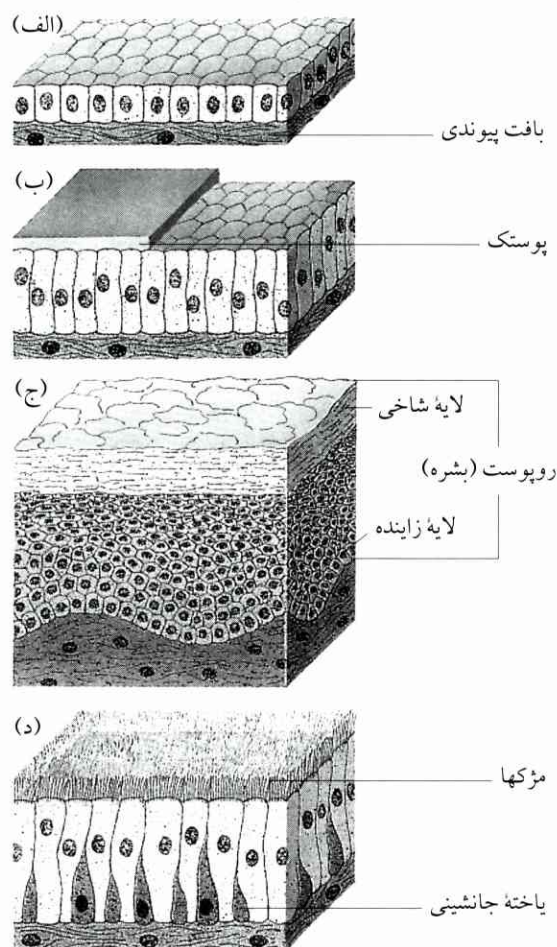 (الف)
بافت پیوندی
(ب)
پوستک
(ج)
لایهٔ شاخی
روپوست (بشره)
لایهٔ زاینده
(د)
مژکها
یاختهٔ جانشینی